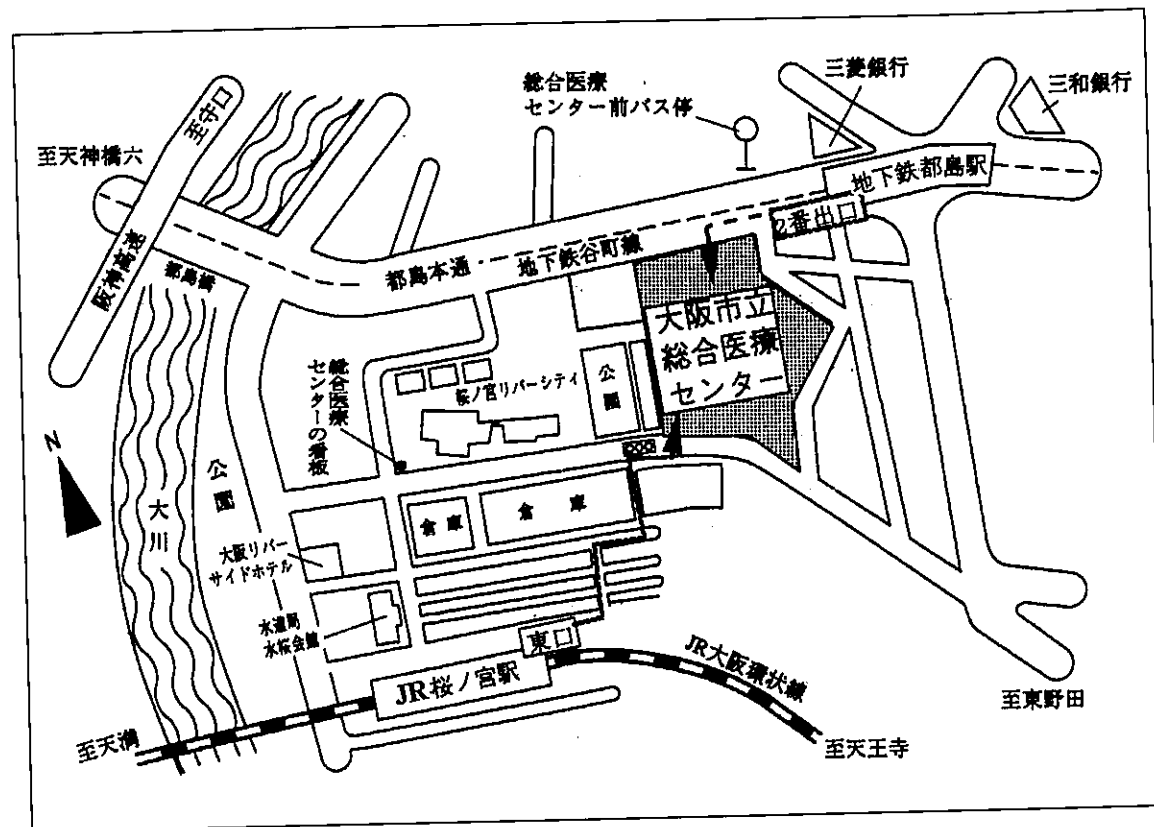 総合医療
センター前バス停
三菱銀行
三和銀行
至守口
至天神橋六
地下鉄都島駅
2番出口
阪神高速
都島橋
都島本通
地下鉄谷町線
大阪市立
総合医療
センター
総合医療
センターの看板
桜ノ宮リバーシティ
公園
N
公園
大川
倉庫
倉庫
大阪リバー
サイドホテル
水道局
水桜会館
東口
JR桜ノ宮駅
JR大阪環状線
至東野田
至天満
至天王寺